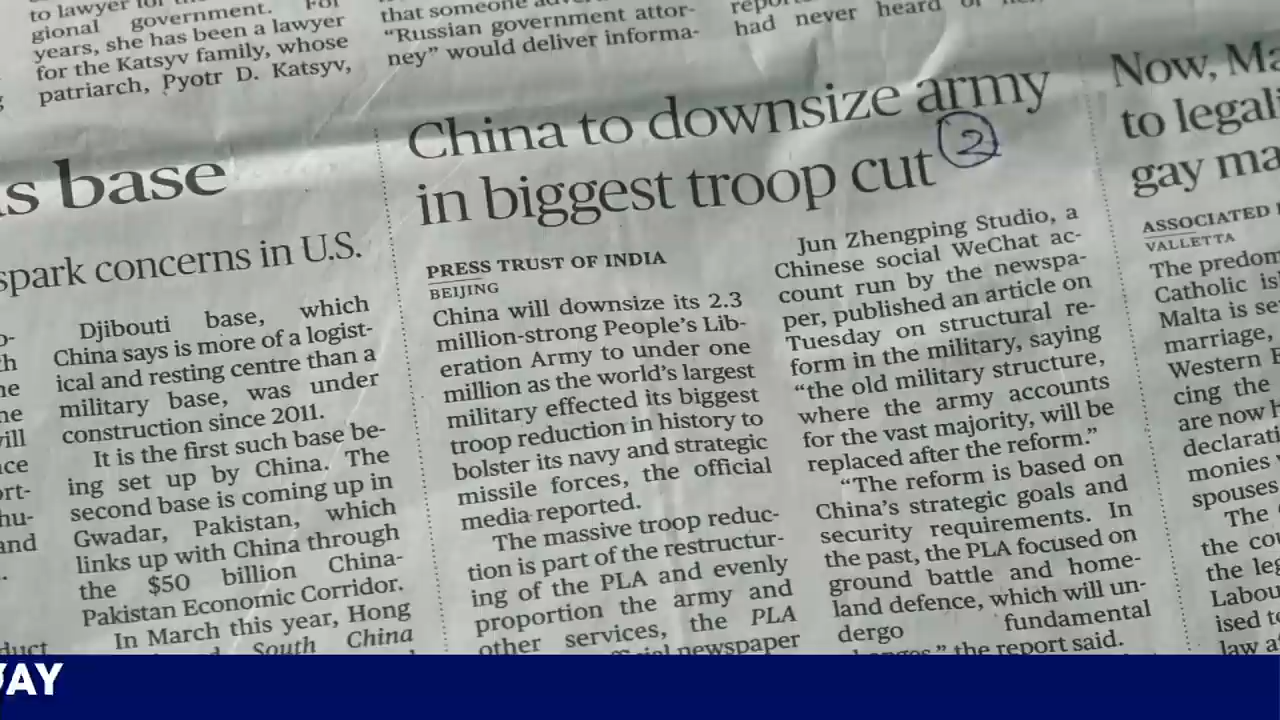 to lawyer for
gional government. For
years, she has been a lawyer
for the Katsyv family, whose
patriarch, Pyotr D. Katsyv,
that someone
"Russian government attor-
ney" would deliver informa-
had never heard of
s base
spark concerns in U.S.
Djibouti base, which
China says is more of a logist-
ical and resting centre than a
military base, was under
construction since 2011.
It is the first such base be-
ing set up by China. The
second base is coming up in
Gwadar, Pakistan, which
links up with China through
the $50 billion China-
Pakistan Economic Corridor.
In March this year, Hong
South China
China to downsize army
in biggest troop cut
2
PRESS TRUST OF INDIA
BEIJING
China will downsize its 2.3
million-strong People's Lib-
eration Army to under one
million as the world's largest
military effected its biggest
troop reduction in history to
bolster its navy and strategic
missile forces, the official
media reported.
The massive troop reduc-
tion is part of the restructur-
ing of the PLA and evenly
proportion the army and
other services, the PLA
newspaper
Jun Zhengping Studio, a
Chinese social WeChat ac-
count run by the newspa-
per, published an article on
Tuesday on structural re-
form in the military, saying
"the old military structure,
where the army accounts
for the vast majority, will be
replaced after the reform."
"The reform is based on
China's strategic goals and
security requirements. In
the past, the PLA focused on
ground battle and home-
land defence, which will un-
dergo fundamental
the report said.
Now, Ma
to legali
gay ma
ASSOCIATED
VALLETTA
The predom
Catholic is
Malta is se
marriage,
Western E
cing the
are now l
declarati
monies
spouses
The
the cou
the leg
Labou
ised to
law a
JAY